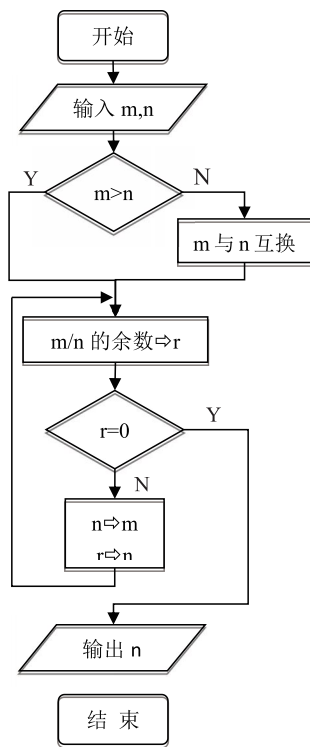 开始
输入 m,n
m>n
Y
N
m 与 n 互换
m/n 的余数⇨r
r=0
Y
N
n⇨m
r⇨n
输出 n
结 束